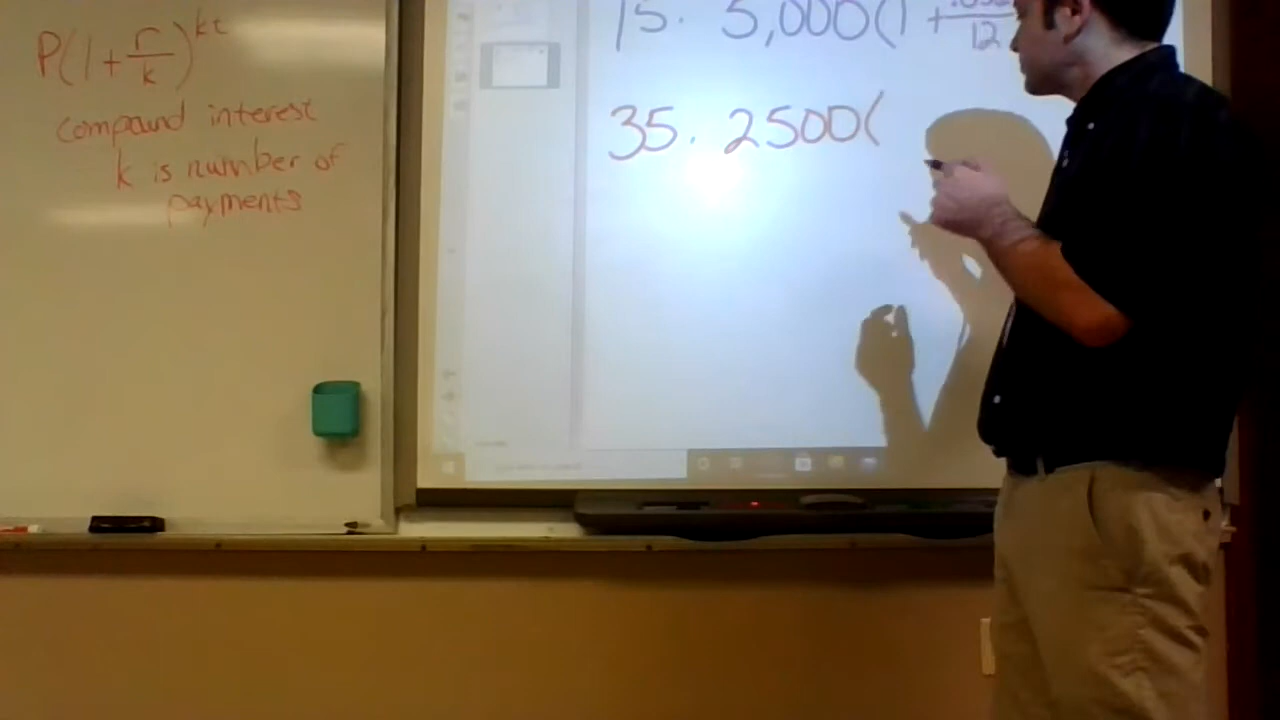 P(1+r/k)^kt
compound interest
k is number of
payments
15. 5,000(1+ /12
35. 2500(